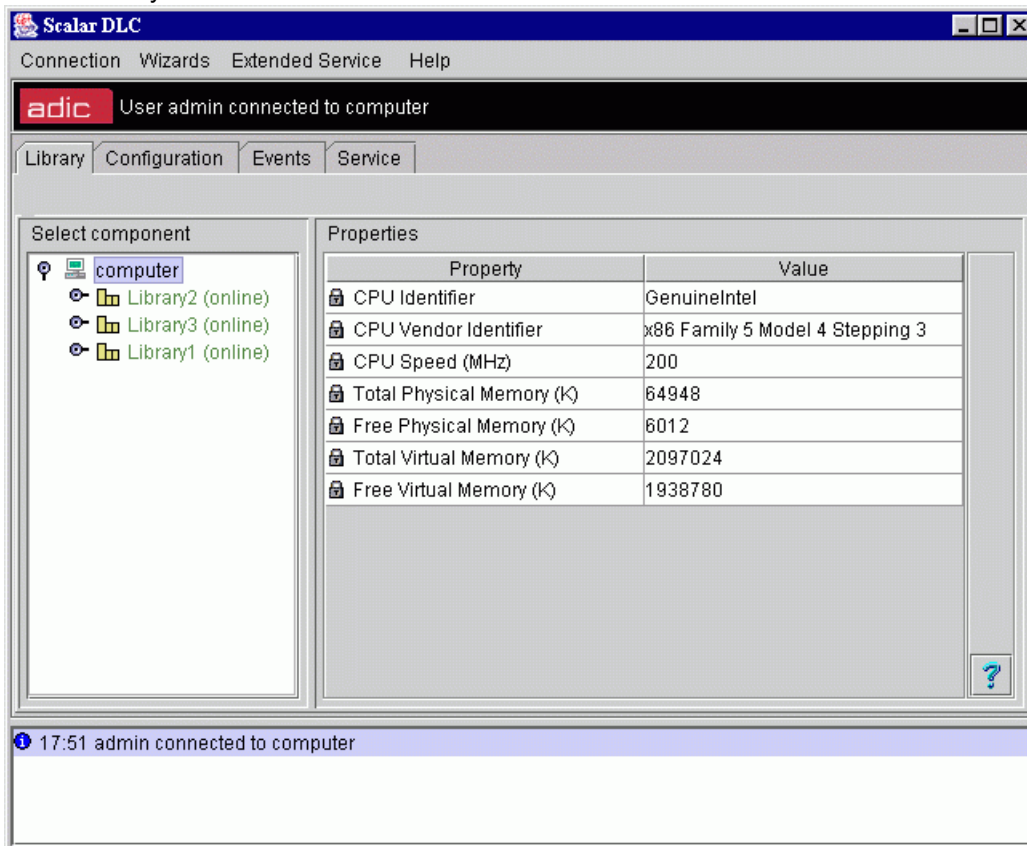 Scalar DLC
Connection Wizards Extended Service Help
adic User admin connected to computer
Library Configuration Events Service
Select component
computer
Library2 (online)
Library3 (online)
Library1 (online)
Properties
Property Value
CPU Identifier GenuineIntel
CPU Vendor Identifier x86 Family 5 Model 4 Stepping 3
CPU Speed (MHz) 200
Total Physical Memory (K) 64948
Free Physical Memory (K) 6012
Total Virtual Memory (K) 2097024
Free Virtual Memory (K) 1938780
?
17:51 admin connected to computer